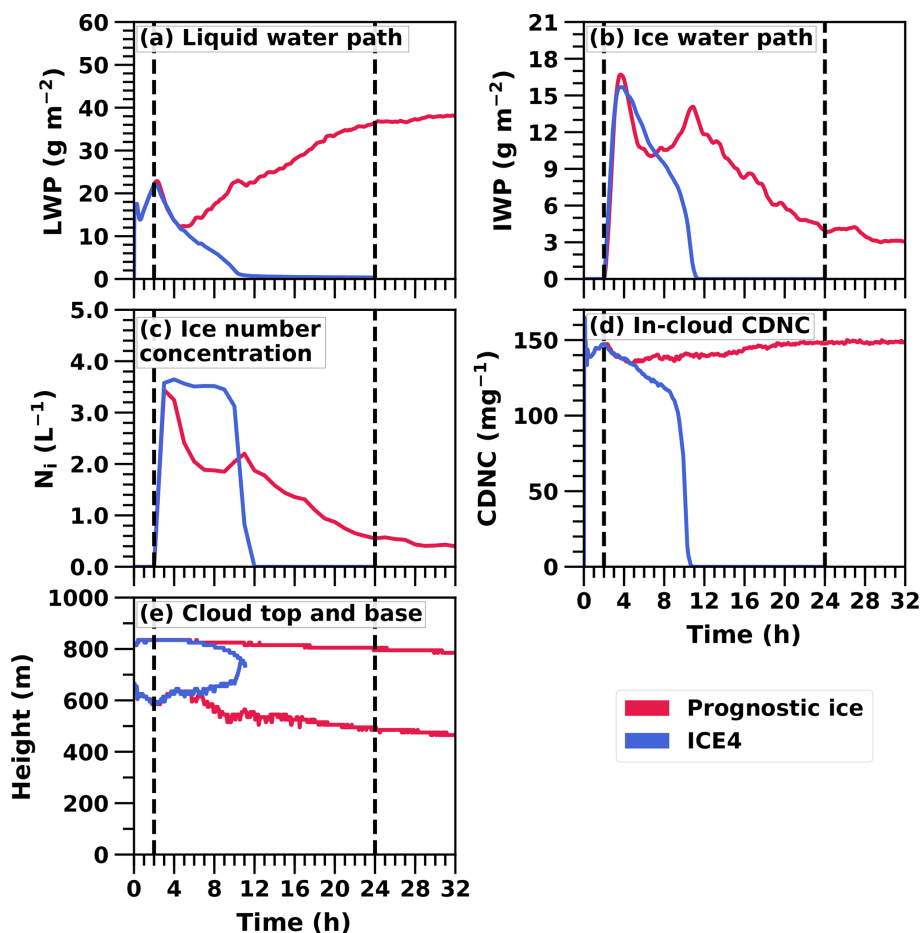 (a) Liquid water path
LWP (g m⁻²)
60
50
40
30
20
10
0
(b) Ice water path
IWP (g m⁻²)
21
18
15
12
9
6
3
0
(c) Ice number
concentration
Nᵢ (L⁻¹)
5.0
4.0
3.0
2.0
1.0
0.0
(d) In-cloud CDNC
CDNC (mg⁻¹)
150
100
50
0
0 4 8 12 16 20 24 28 32
Time (h)
(e) Cloud top and base
Height (m)
1000
800
600
400
200
0
0 4 8 12 16 20 24 28 32
Time (h)
Prognostic ice
ICE4